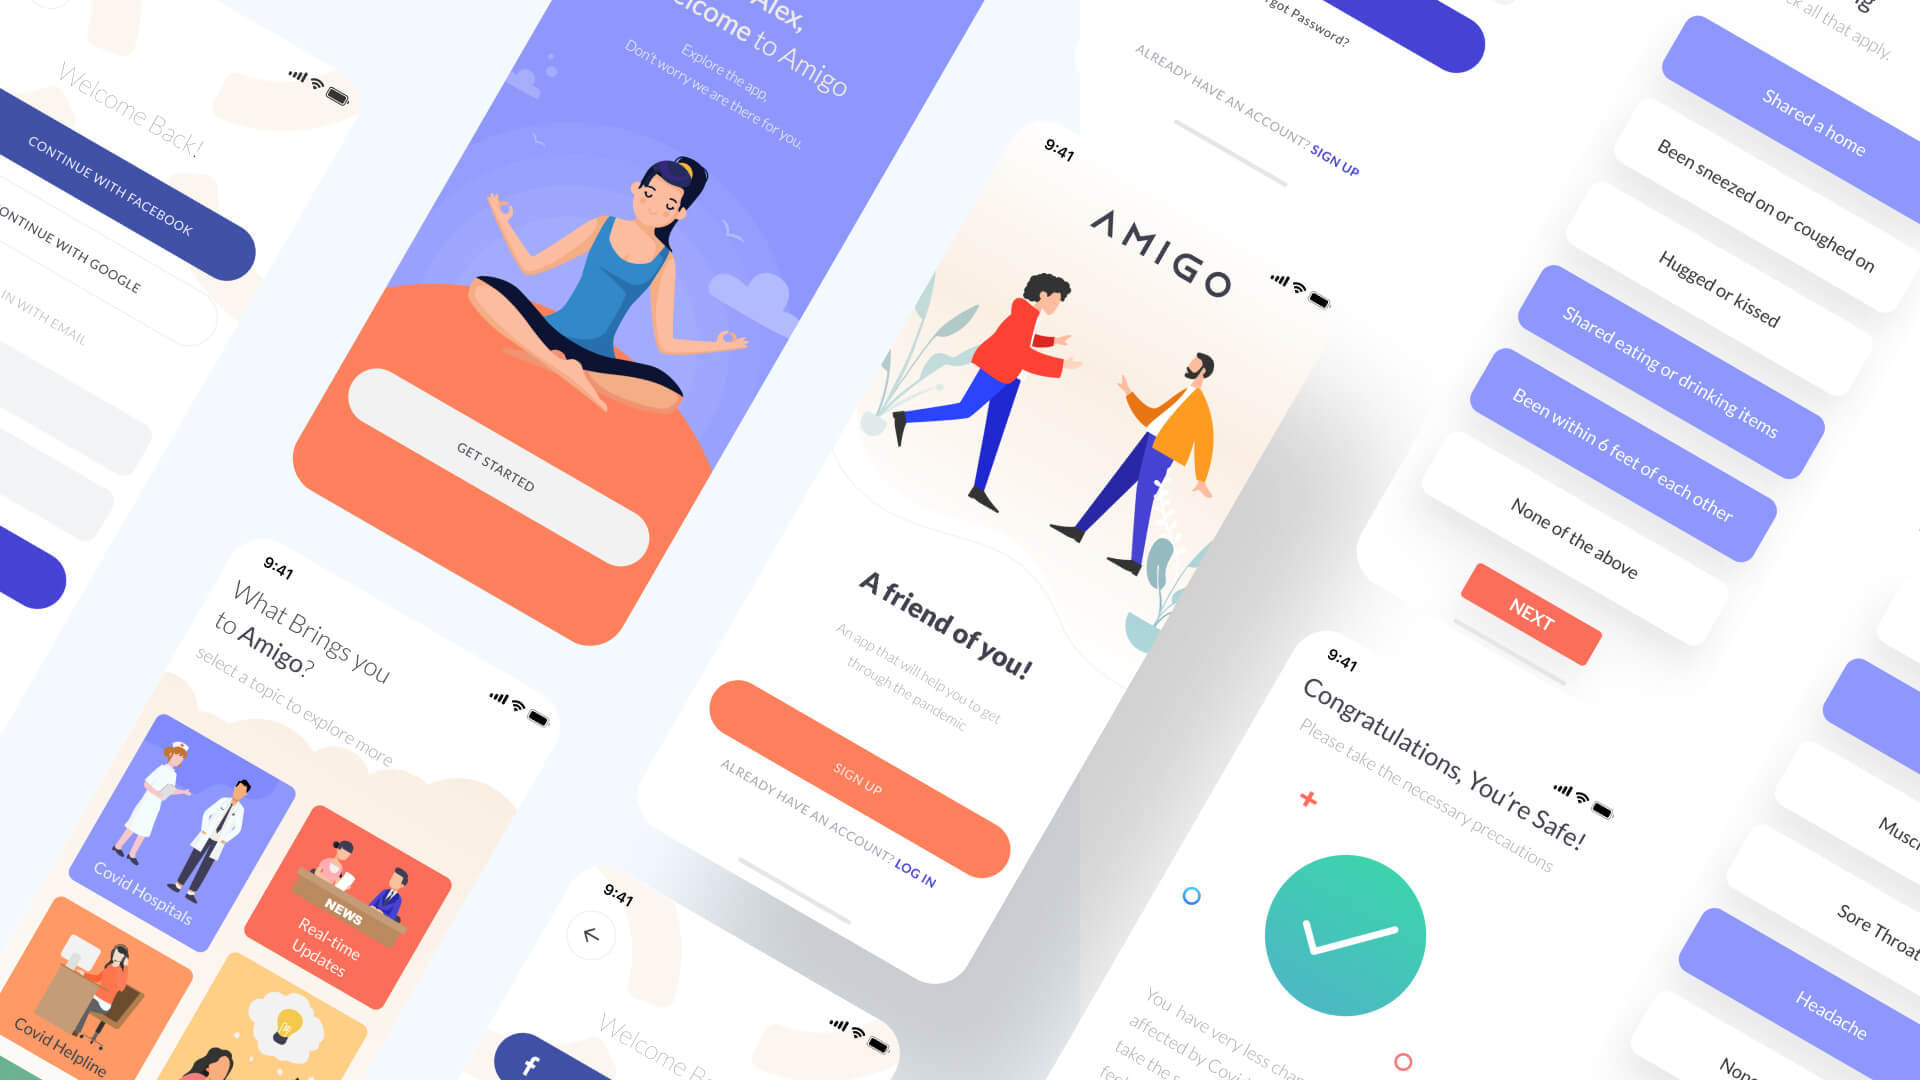 Welcome Back!
CONTINUE WITH FACEBOOK
CONTINUE WITH GOOGLE
IN WITH EMAIL
Alex,
Welcome to Amigo
Explore the app,
Don't worry we are there for you.
GET STARTED
9:41
What Brings you
to Amigo?
select a topic to explore more
Covid Hospitals
NEWS
Real-time
Updates
Covid Helpline
9:41
AMIGO
A friend of you!
An app that will help you to get
through the pandemic
SIGN UP
ALREADY HAVE AN ACCOUNT? LOG IN
9:41
Welcome Back
f
Forgot Password?
ALREADY HAVE AN ACCOUNT? SIGN UP
all that apply.
Shared a home
Been sneezed on or coughed on
Hugged or kissed
Shared eating or drinking items
Been within 6 feet of each other
None of the above
NEXT
9:41
Congratulations, You're Safe!
Please take the necessary precautions
You have very less
affected by
take the
Sore Throat
Headache